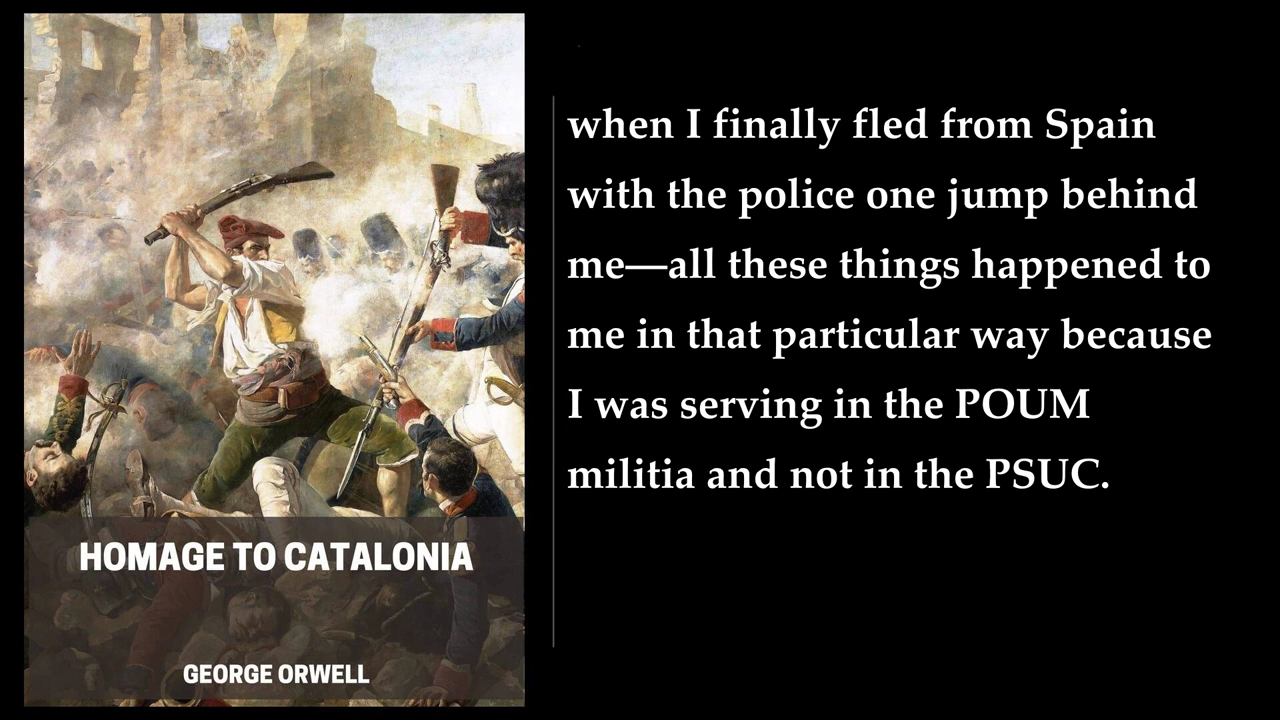 HOMAGE TO CATALONIA
GEORGE ORWELL
when I finally fled from Spain
with the police one jump behind
me—all these things happened to
me in that particular way because
I was serving in the POUM
militia and not in the PSUC.